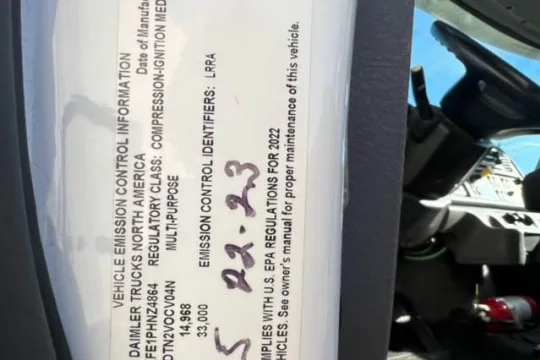 VEHICLE EMISSION CONTROL INFORMATION
DAIMLER TRUCKS NORTH AMERICA Date of Manufac
FE1PHNZ4864 REGULATORY CLASS: COMPRESSION-IGNITION MED
DTN2VOCV04N MULTI-PURPOSE
14,968
33,000 EMISSION CONTROL IDENTIFIERS: LRRA
5 22-23
MPLIES WITH U.S. EPA REGULATIONS FOR 2022
HICLES. See owner's manual for proper maintenance of this vehicle.